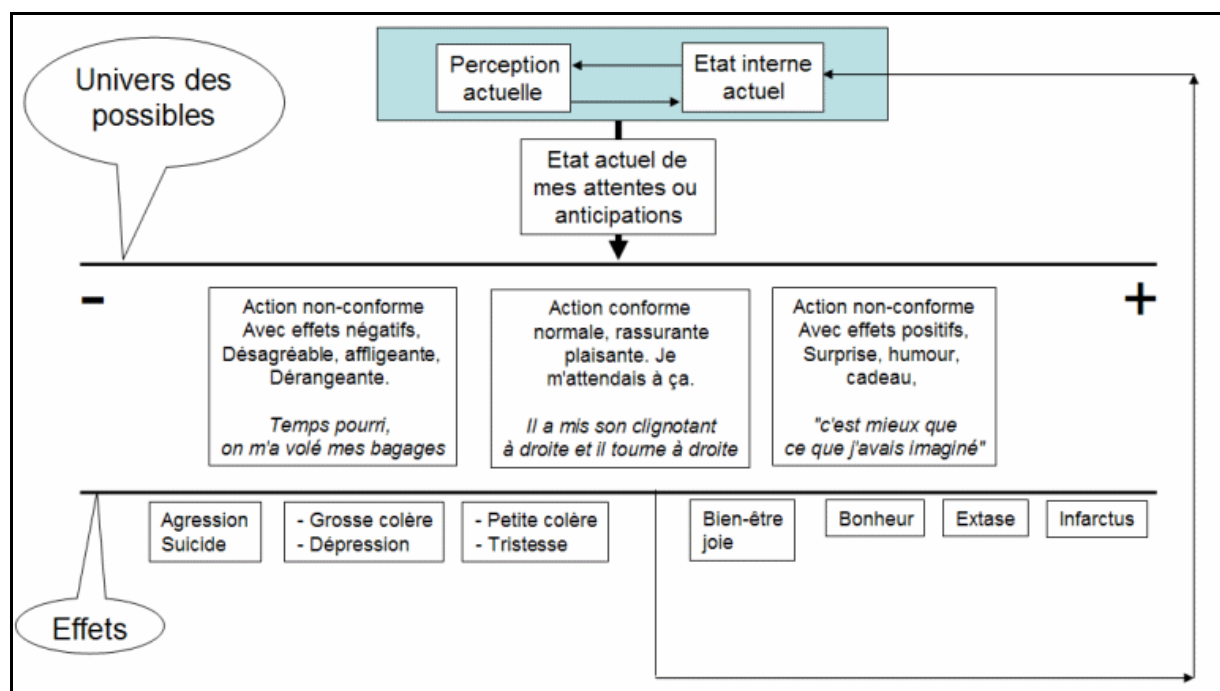 Univers des
possibles
Perception
actuelle
Etat interne
actuel
Etat actuel de
mes attentes ou
anticipations
-
+
Action non-conforme
Avec effets négatifs,
Désagréable, affligeante,
Dérangeante.
Temps pourri,
on m'a volé mes bagages
Action conforme
normale, rassurante
plaisante. Je
m'attendais à ça.
Il a mis son clignotant
à droite et il tourne à droite
Action non-conforme
Avec effets positifs,
Surprise, humour,
cadeau,
"c'est mieux que
ce que j'avais imaginé"
Agression
Suicide
- Grosse colère
- Dépression
- Petite colère
- Tristesse
Bien-être
joie
Bonheur
Extase
Infarctus
Effets